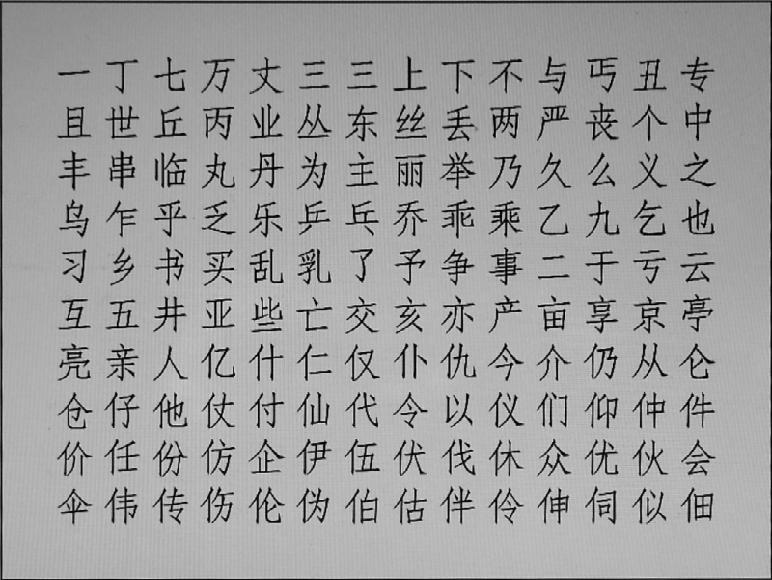 一丁七万丈三三上下不与丐丑专
且世丘丙业丛东丝丢两严丧个中
丰串临丸丹为主丽举乃久么义之
乌乍乎乏乐乒乓乔乖乘乙九乞也
习乡书买乱乳了予争事二于亏云
互五井亚些亡交亥亦产亩享京亭
亮亲人亿什仁仅仆仇今介仍从仑
仓仔他仗付仙代令以仪们仰仲件
价任份仿企伊伍伏伐休众优伙会
伞伟传伤伦伪伯估伴伶伸伺似佃